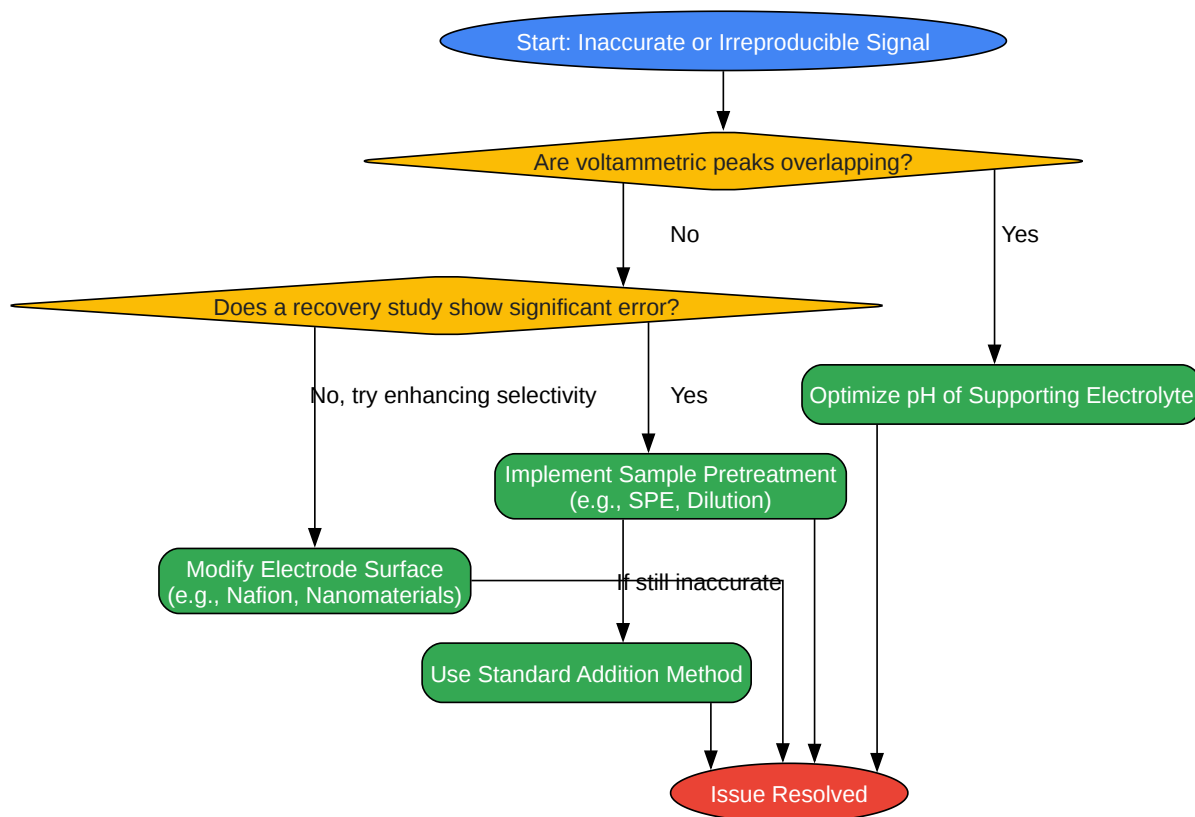 Start: Inaccurate or Irreproducible Signal
Are voltammetric peaks overlapping?
No
Yes
Does a recovery study show significant error?
No, try enhancing selectivity
Yes
Optimize pH of Supporting Electrolyte
Implement Sample Pretreatment
(e.g., SPE, Dilution)
Modify Electrode Surface
(e.g., Nafion, Nanomaterials)
If still inaccurate
Use Standard Addition Method
Issue Resolved